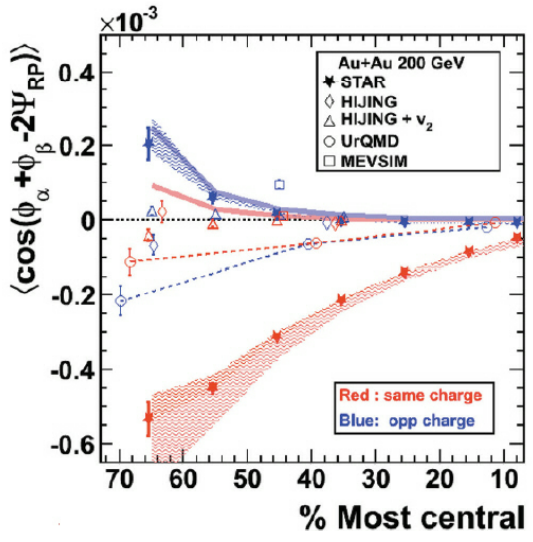 ×10⁻³
0.4
0.2
0
-0.2
-0.4
-0.6
⟨cos(ϕα +ϕβ -2ΨRP)⟩
Au+Au 200 GeV
STAR
HIJING
HIJING + v₂
UrQMD
MEVSIM
Red : same charge
Blue: opp charge
70 60 50 40 30 20 10
% Most central